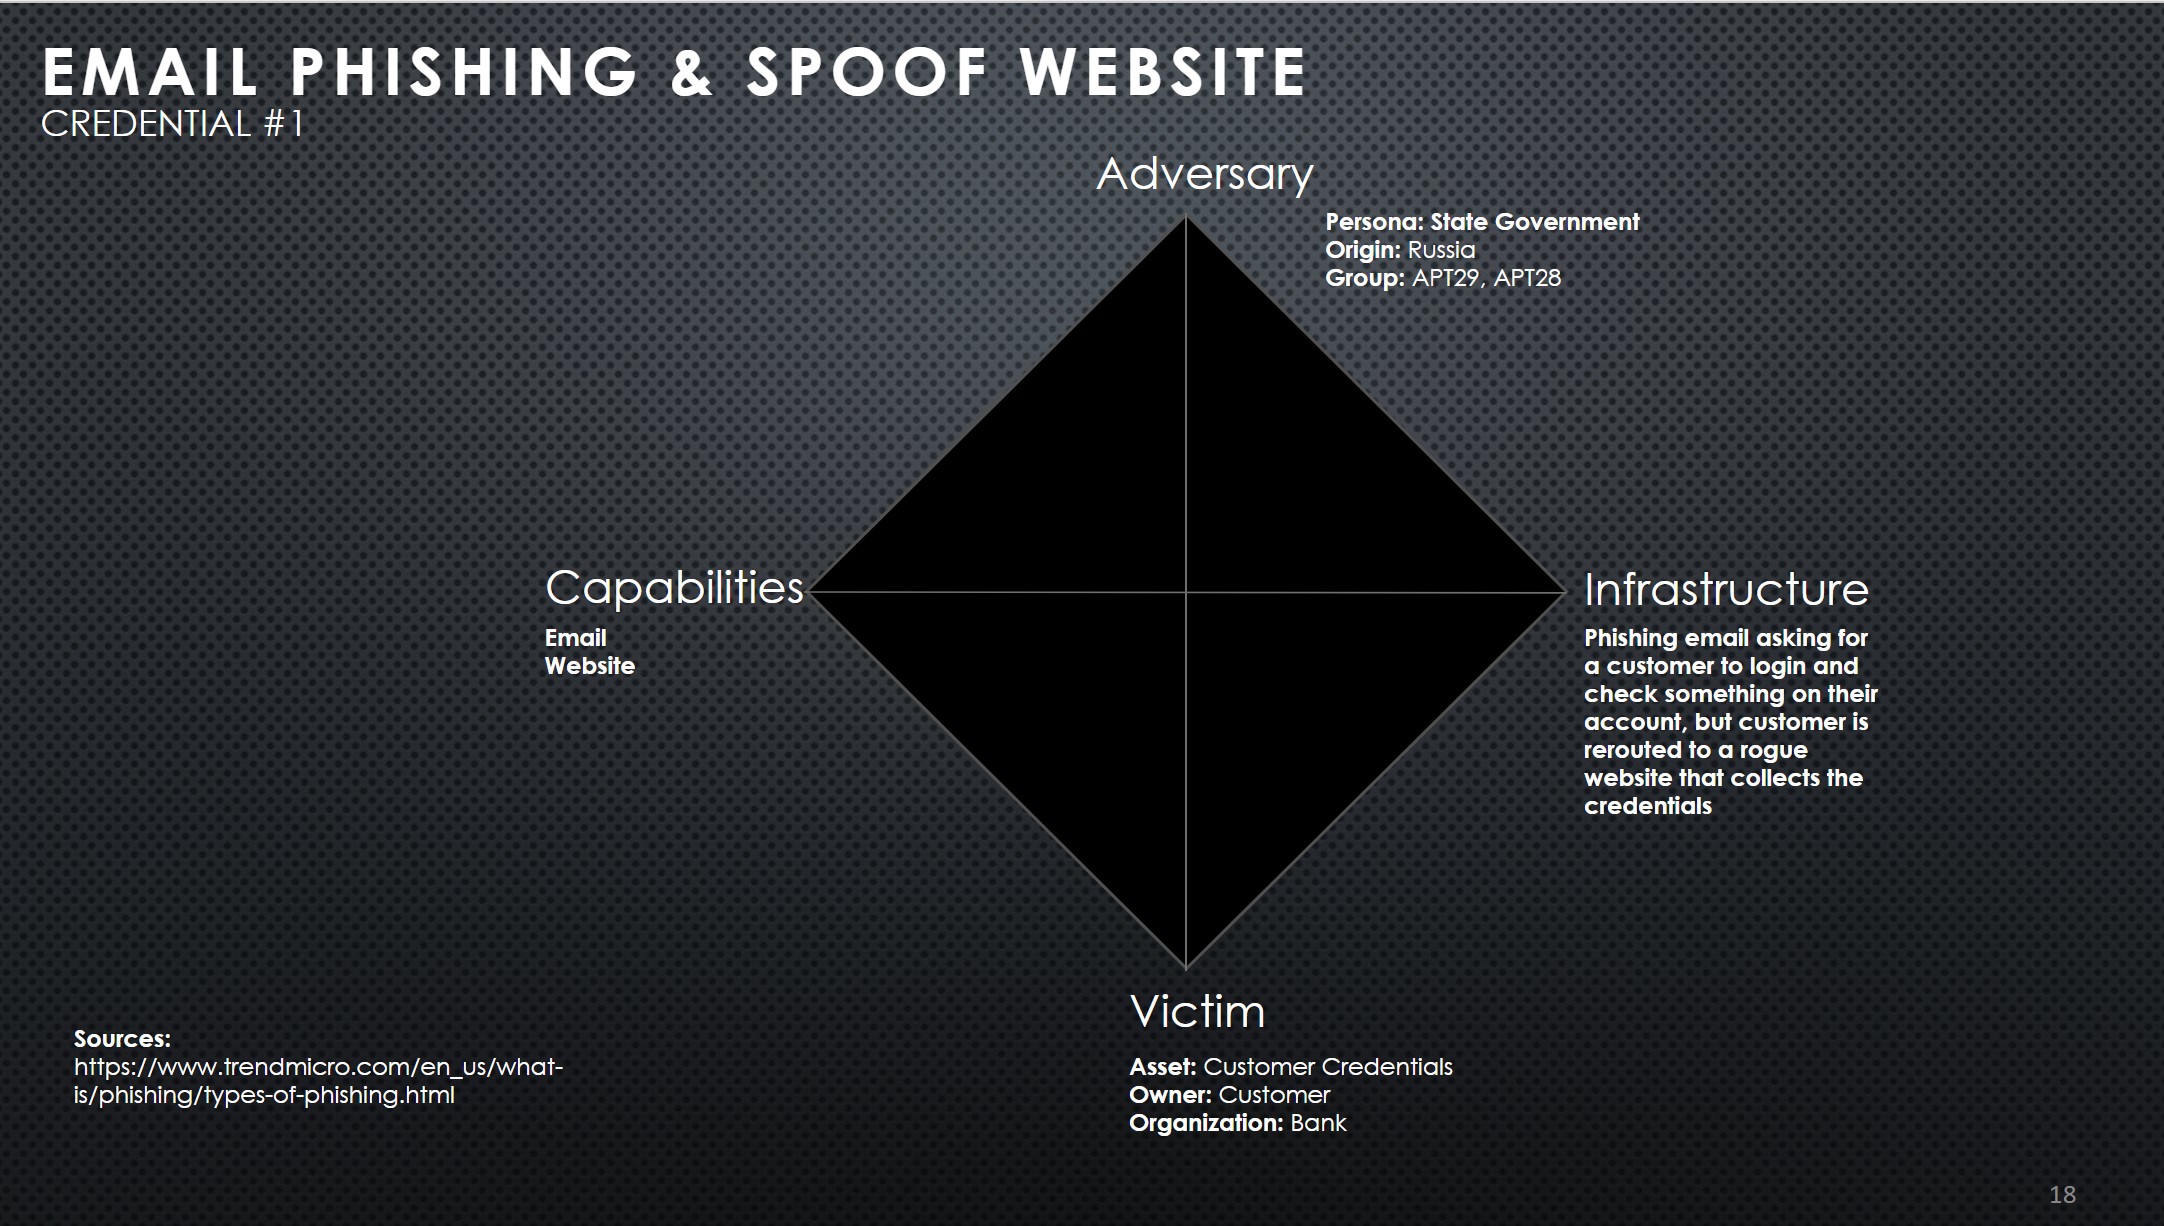 EMAIL PHISHING & SPOOF WEBSITE
CREDENTIAL #1
Adversary
Persona: State Government
Origin: Russia
Group: APT29, APT28
Capabilities
Email
Website
Infrastructure
Phishing email asking for
a customer to login and
check something on their
account, but customer is
rerouted to a rogue
website that collects the
credentials
Victim
Asset: Customer Credentials
Owner: Customer
Organization: Bank
Sources:
https://www.trendmicro.com/en_us/what-
is/phishing/types-of-phishing.html
18